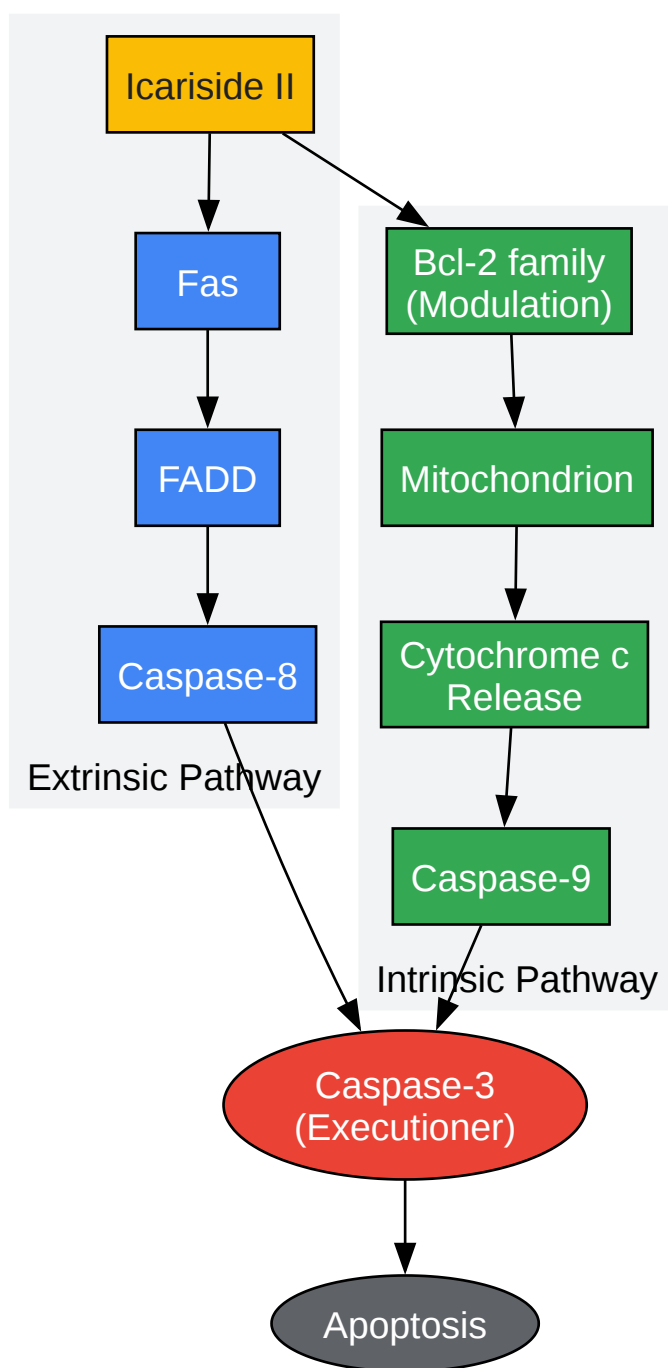 Icariside II
Fas
Bcl-2 family
(Modulation)
FADD
Mitochondrion
Caspase-8
Cytochrome c
Release
Extrinsic Pathway
Caspase-9
Intrinsic Pathway
Caspase-3
(Executioner)
Apoptosis